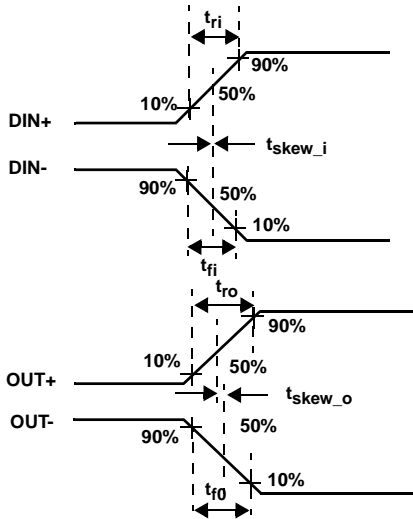 tri
90%
10%
50%
DIN+
tskew_i
DIN-
90%
50%
10%
tfi
tro
90%
10%
50%
OUT+
tskew_o
OUT-
50%
90%
10%
tf0